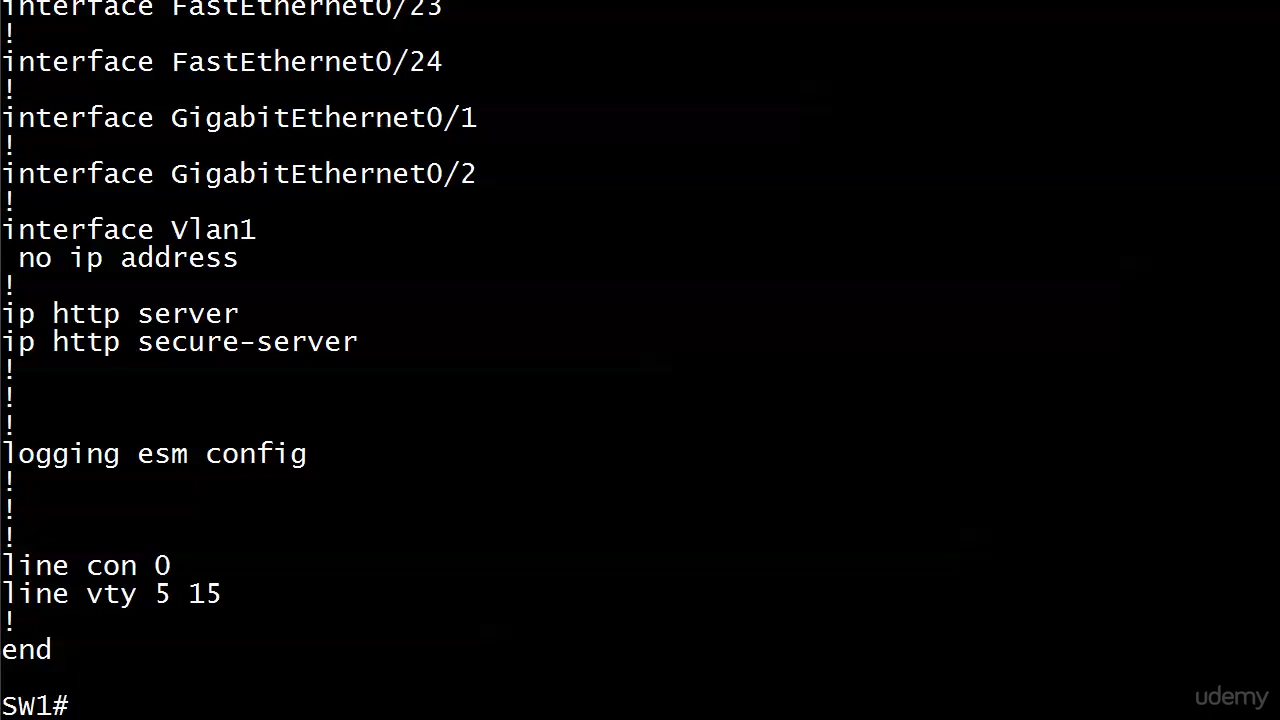 interface FastEthernet0/23
!
interface FastEthernet0/24
!
interface GigabitEthernet0/1
!
interface GigabitEthernet0/2
!
interface Vlan1
 no ip address
!
ip http server
ip http secure-server
!
!
!
logging esm config
!
!
!
line con 0
line vty 5 15
!
end
SW1#
udemy